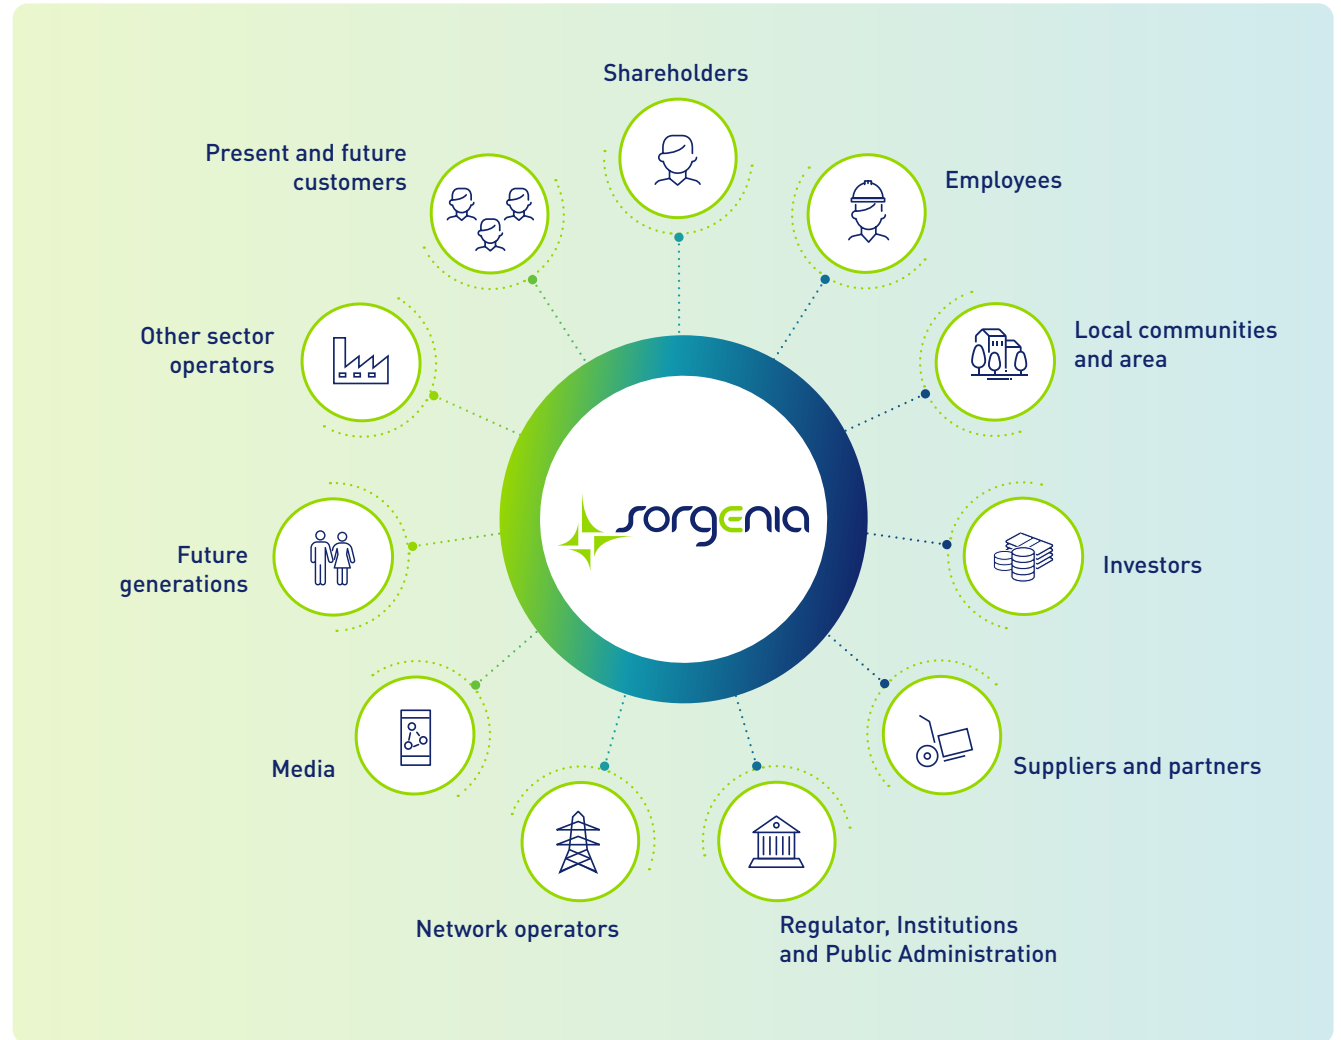 Shareholders
Present and future
customers
Employees
Other sector
operators
Local communities
and area
sorgenia
Future
generations
Investors
Media
Suppliers and partners
Network operators
Regulator, Institutions
and Public Administration